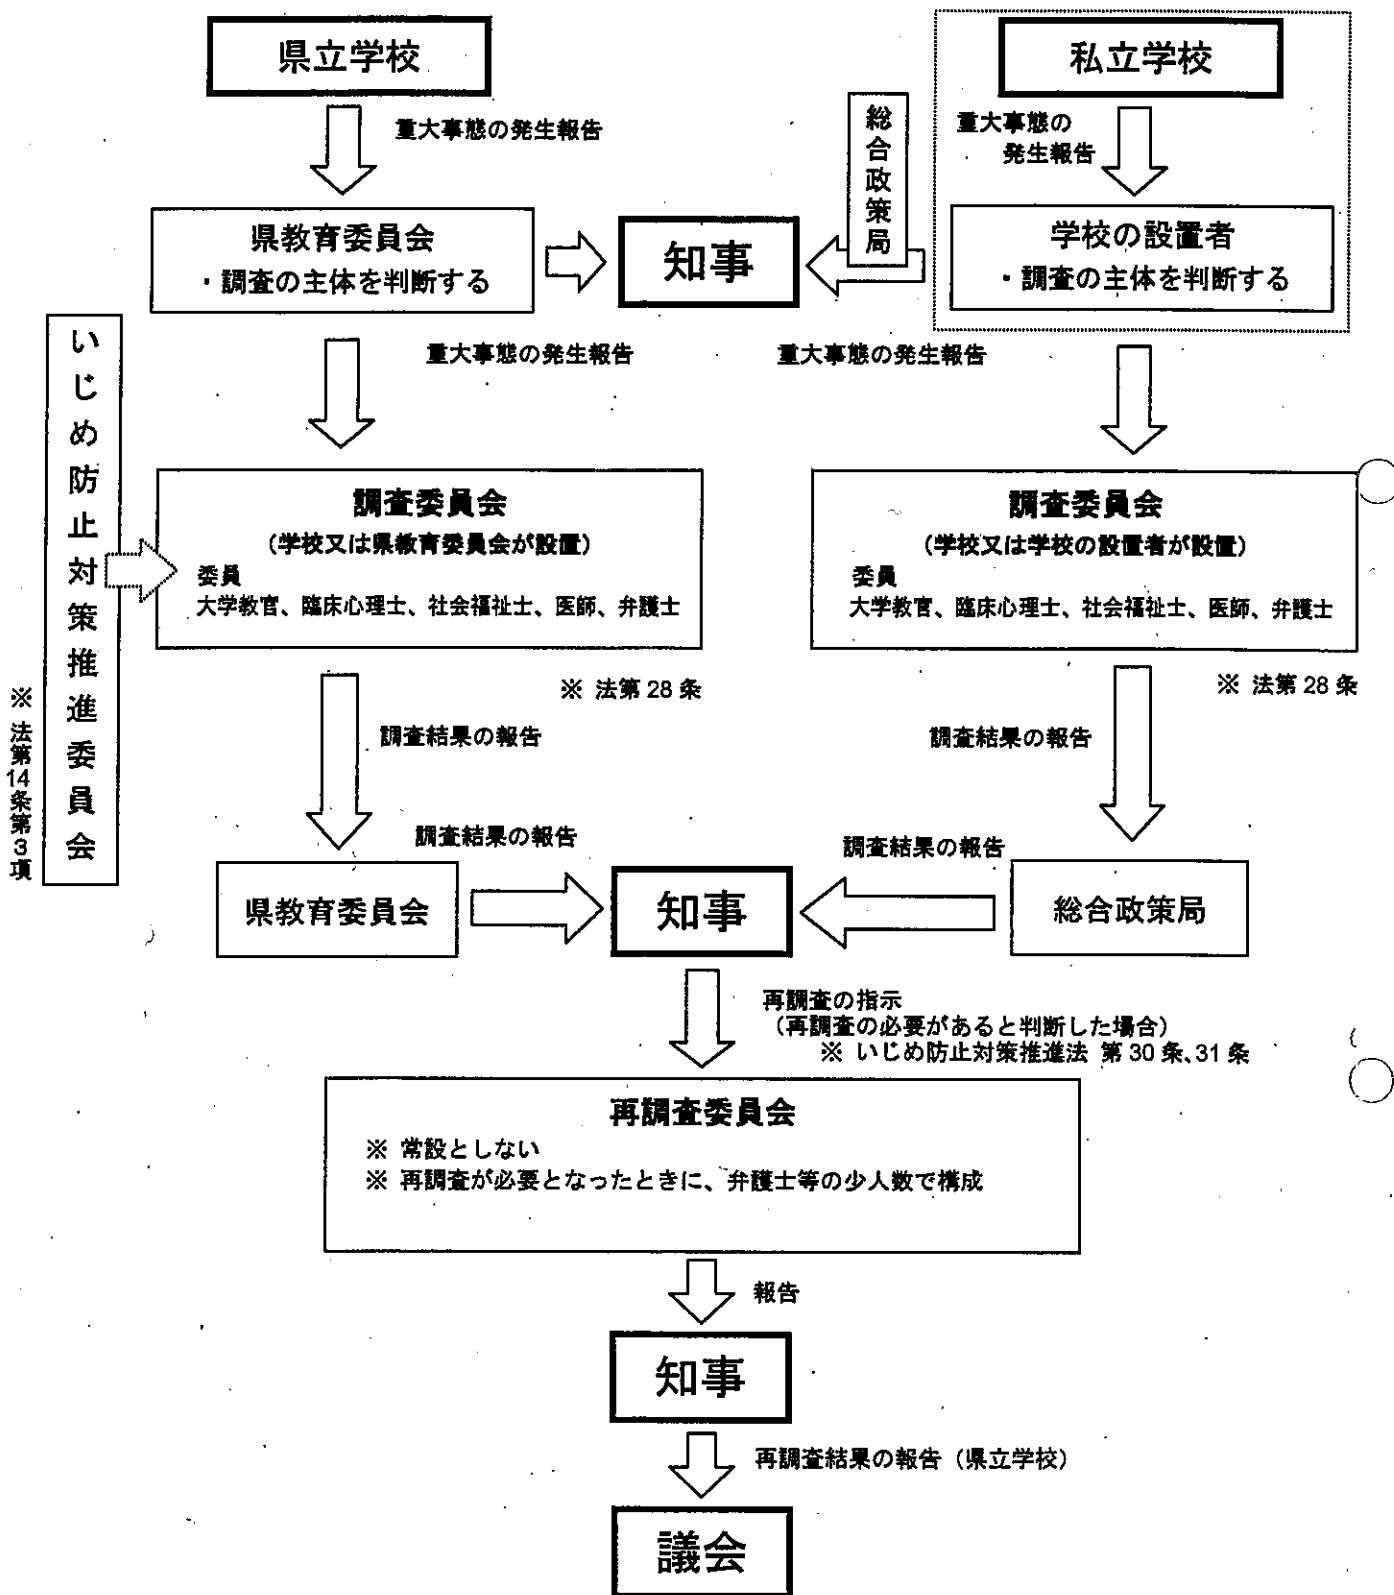 県立学校
私立学校
重大事態の発生報告
総合政策局
重大事態の
発生報告
県教育委員会
・調査の主体を判断する
知事
学校の設置者
・調査の主体を判断する
重大事態の発生報告
重大事態の発生報告
いじめ防止対策推進委員会
※ 法第14条第3項
調査委員会
(学校又は県教育委員会が設置)
委員
大学教官、臨床心理士、社会福祉士、医師、弁護士
※ 法第 28 条
調査委員会
(学校又は学校の設置者が設置)
委員
大学教官、臨床心理士、社会福祉士、医師、弁護士
※ 法第 28 条
調査結果の報告
調査結果の報告
調査結果の報告
調査結果の報告
県教育委員会
知事
総合政策局
再調査の指示
(再調査の必要があると判断した場合)
※ いじめ防止対策推進法 第 30 条、31 条
再調査委員会
※ 常設としない
※ 再調査が必要となったときに、弁護士等の少人数で構成
報告
知事
再調査結果の報告(県立学校)
議会